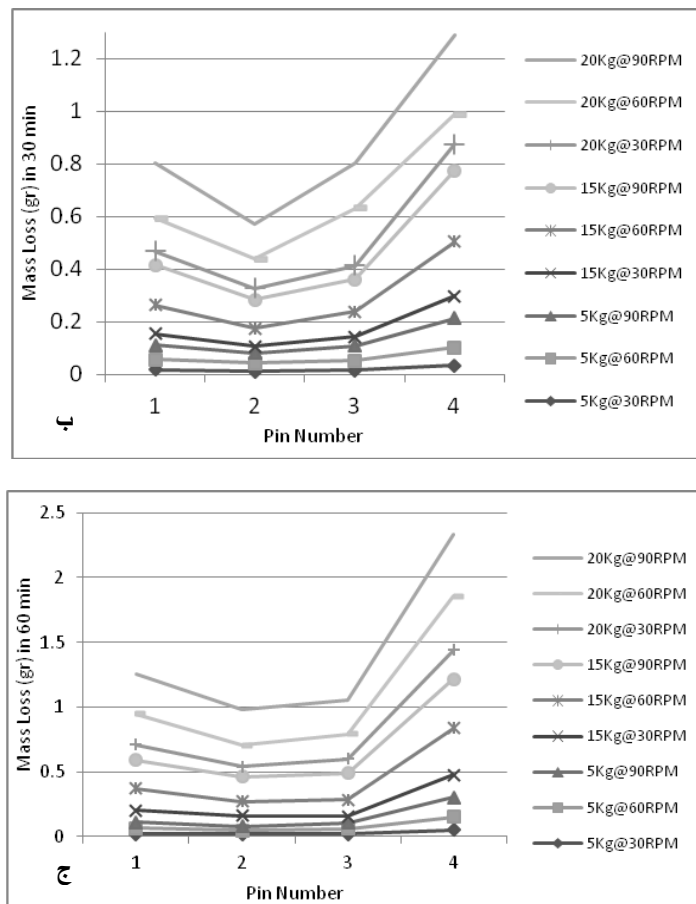 Mass Loss (gr) in 30 min
1.2
1
0.8
0.6
0.4
0.2
0
1 2 3 4
Pin Number
20Kg@90RPM
20Kg@60RPM
20Kg@30RPM
15Kg@90RPM
15Kg@60RPM
15Kg@30RPM
5Kg@90RPM
5Kg@60RPM
5Kg@30RPM
Mass Loss (gr) in 60 min
2.5
2
1.5
1
0.5
0
1 2 3 4
ج
Pin Number
20Kg@90RPM
20Kg@60RPM
20Kg@30RPM
15Kg@90RPM
15Kg@60RPM
15Kg@30RPM
5Kg@90RPM
5Kg@60RPM
5Kg@30RPM